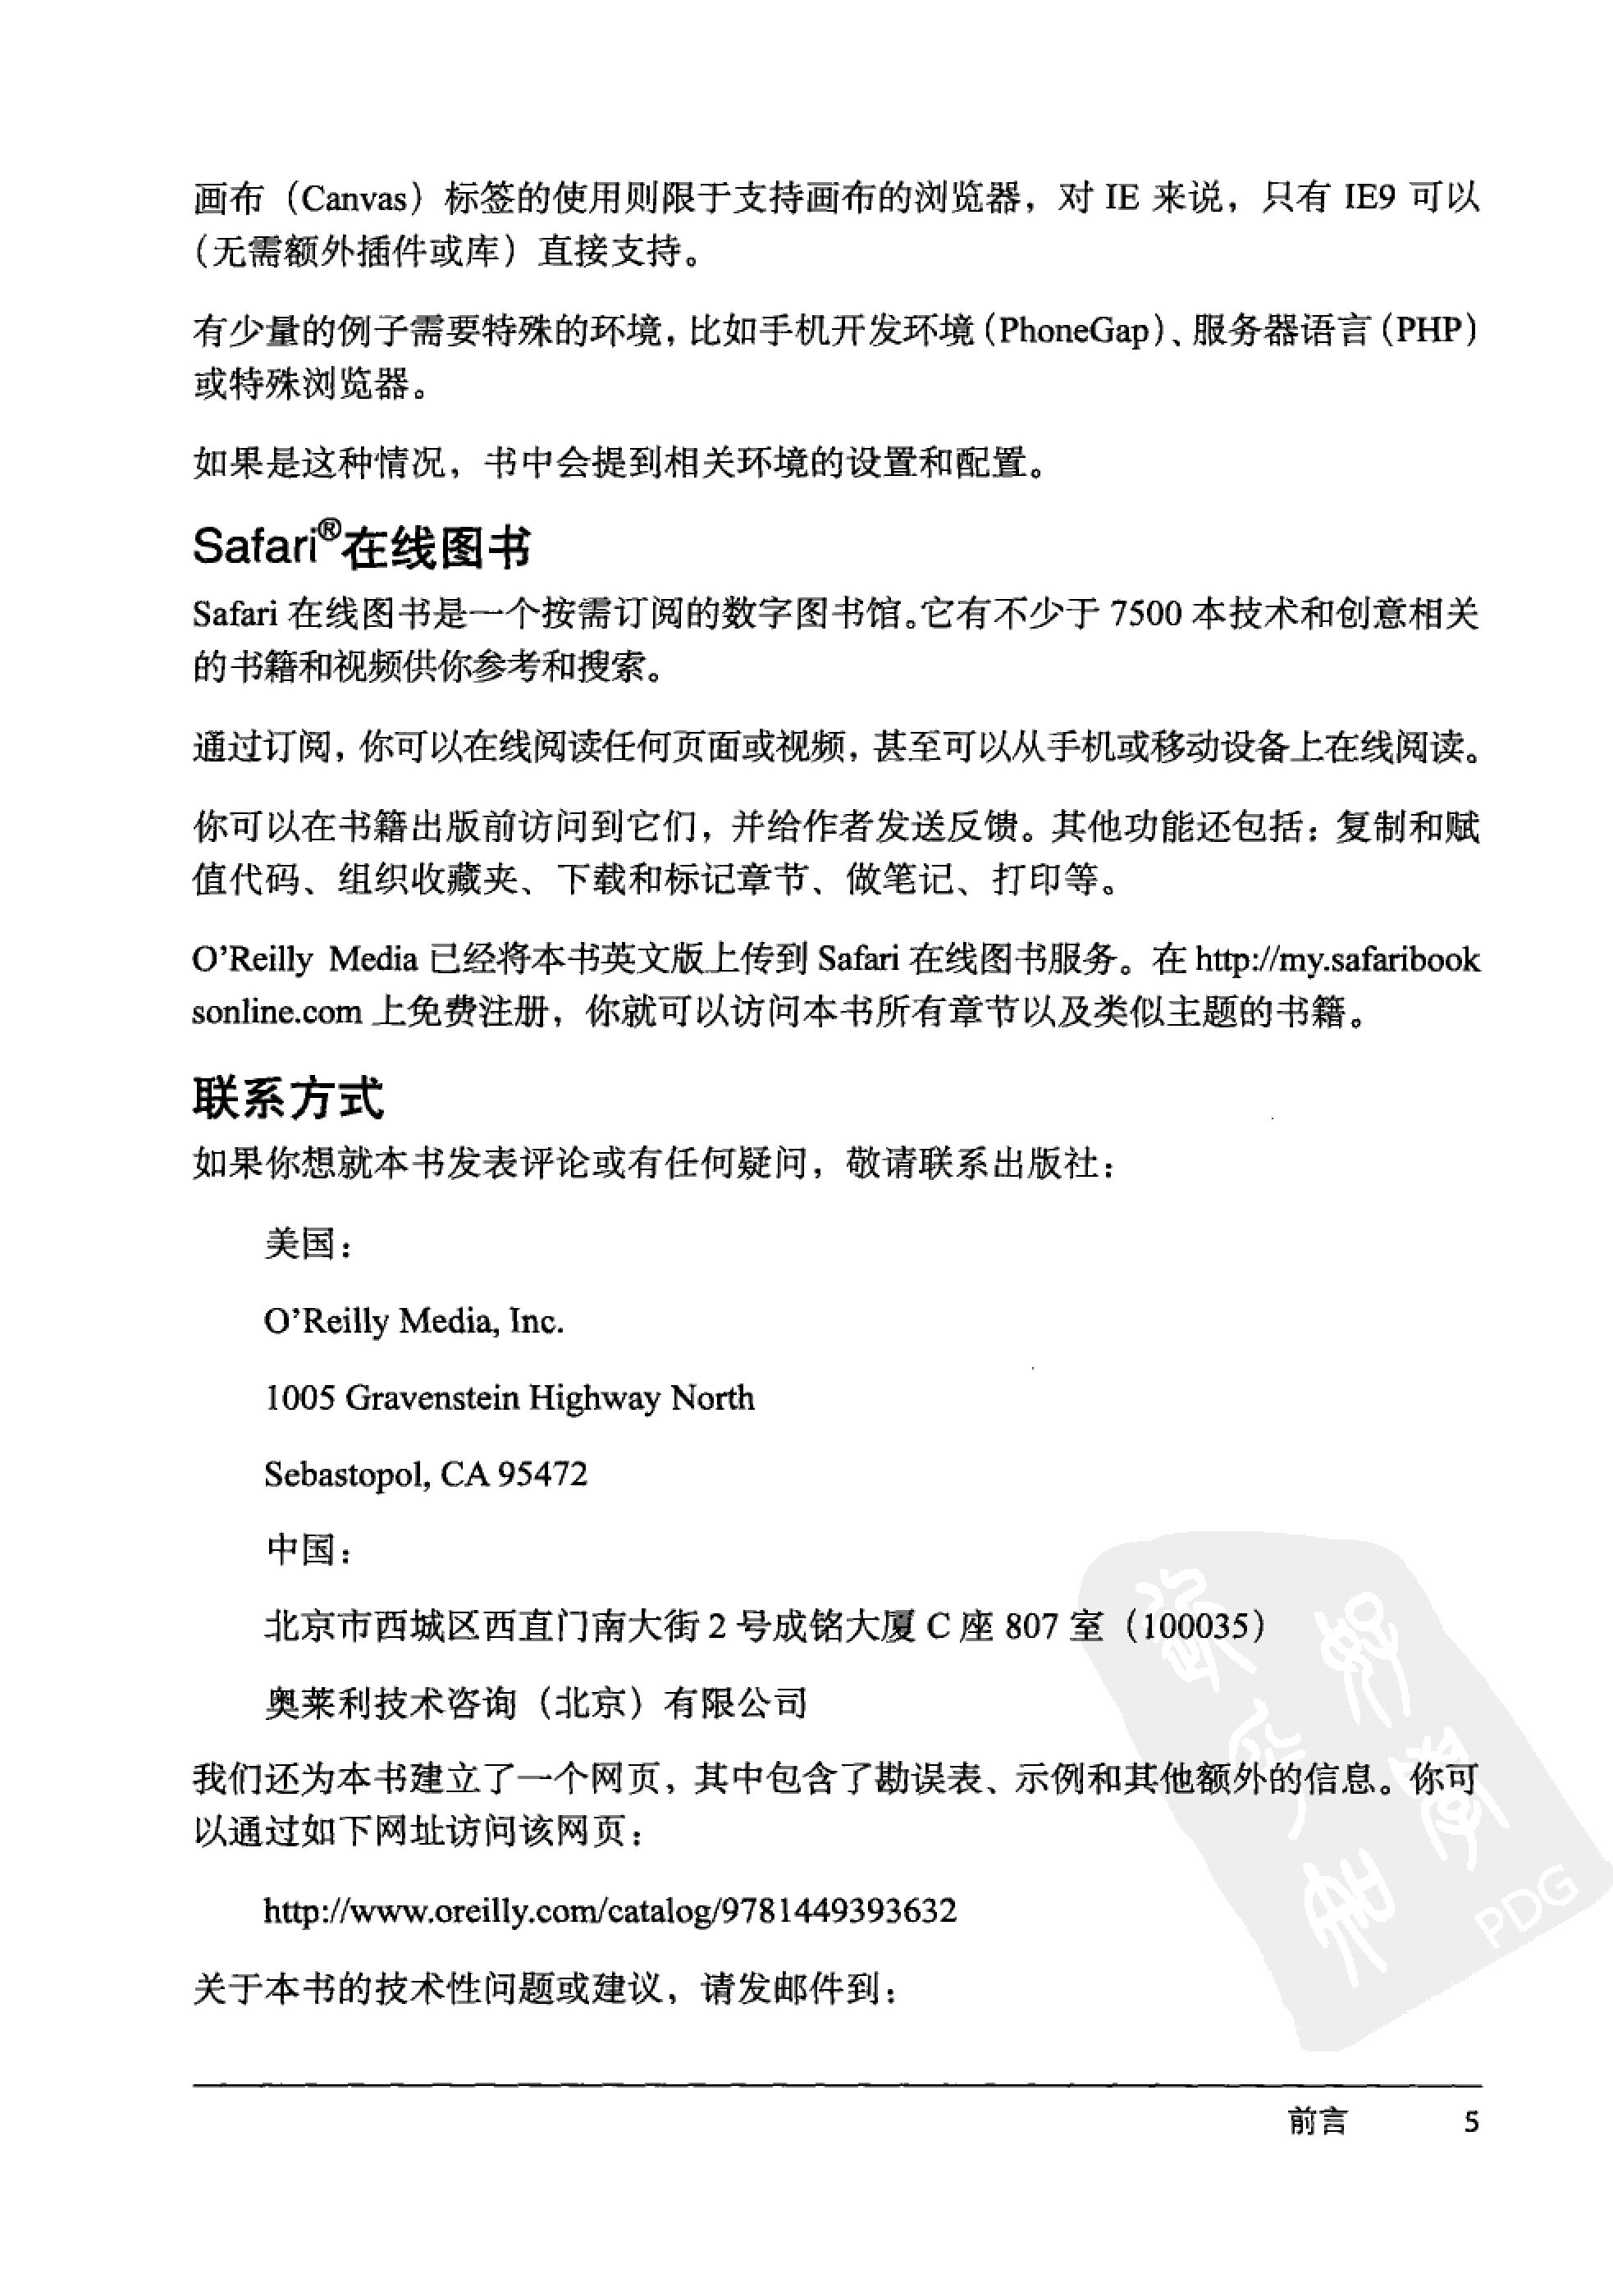 画布（Canvas）标签的使用则限于支持画布的浏览器，对 IE 来说，只有 IE9 可以
（无需额外插件或库）直接支持。
有少量的例子需要特殊的环境，比如手机开发环境（PhoneGap）、服务器语言（PHP）
或特殊浏览器。
如果是这种情况，书中会提到相关环境的设置和配置。
Safari®在线图书
Safari 在线图书是一个按需订阅的数字图书馆。它有不少于 7500 本技术和创意相关
的书籍和视频供你参考和搜索。
通过订阅，你可以在线阅读任何页面或视频，甚至可以从手机或移动设备上在线阅读。
你可以在书籍出版前访问到它们，并给作者发送反馈。其他功能还包括：复制和赋
值代码、组织收藏夹、下载和标记章节、做笔记、打印等。
O’Reilly Media 已经将本书英文版上传到 Safari 在线图书服务。在 http://my.safaribook
sonline.com 上免费注册，你就可以访问本书所有章节以及类似主题的书籍。
联系方式
如果你想就本书发表评论或有任何疑问，敬请联系出版社：
美国：
O’Reilly Media, Inc.
1005 Gravenstein Highway North
Sebastopol, CA 95472
中国：
北京市西城区西直门南大街 2 号成铭大厦 C 座 807 室（100035）
奥莱利技术咨询（北京）有限公司
我们还为本书建立了一个网页，其中包含了勘误表、示例和其他额外的信息。你可
以通过如下网址访问该网页：
http://www.oreilly.com/catalog/9781449393632
关于本书的技术性问题或建议，请发邮件到：
PDG
前言 5